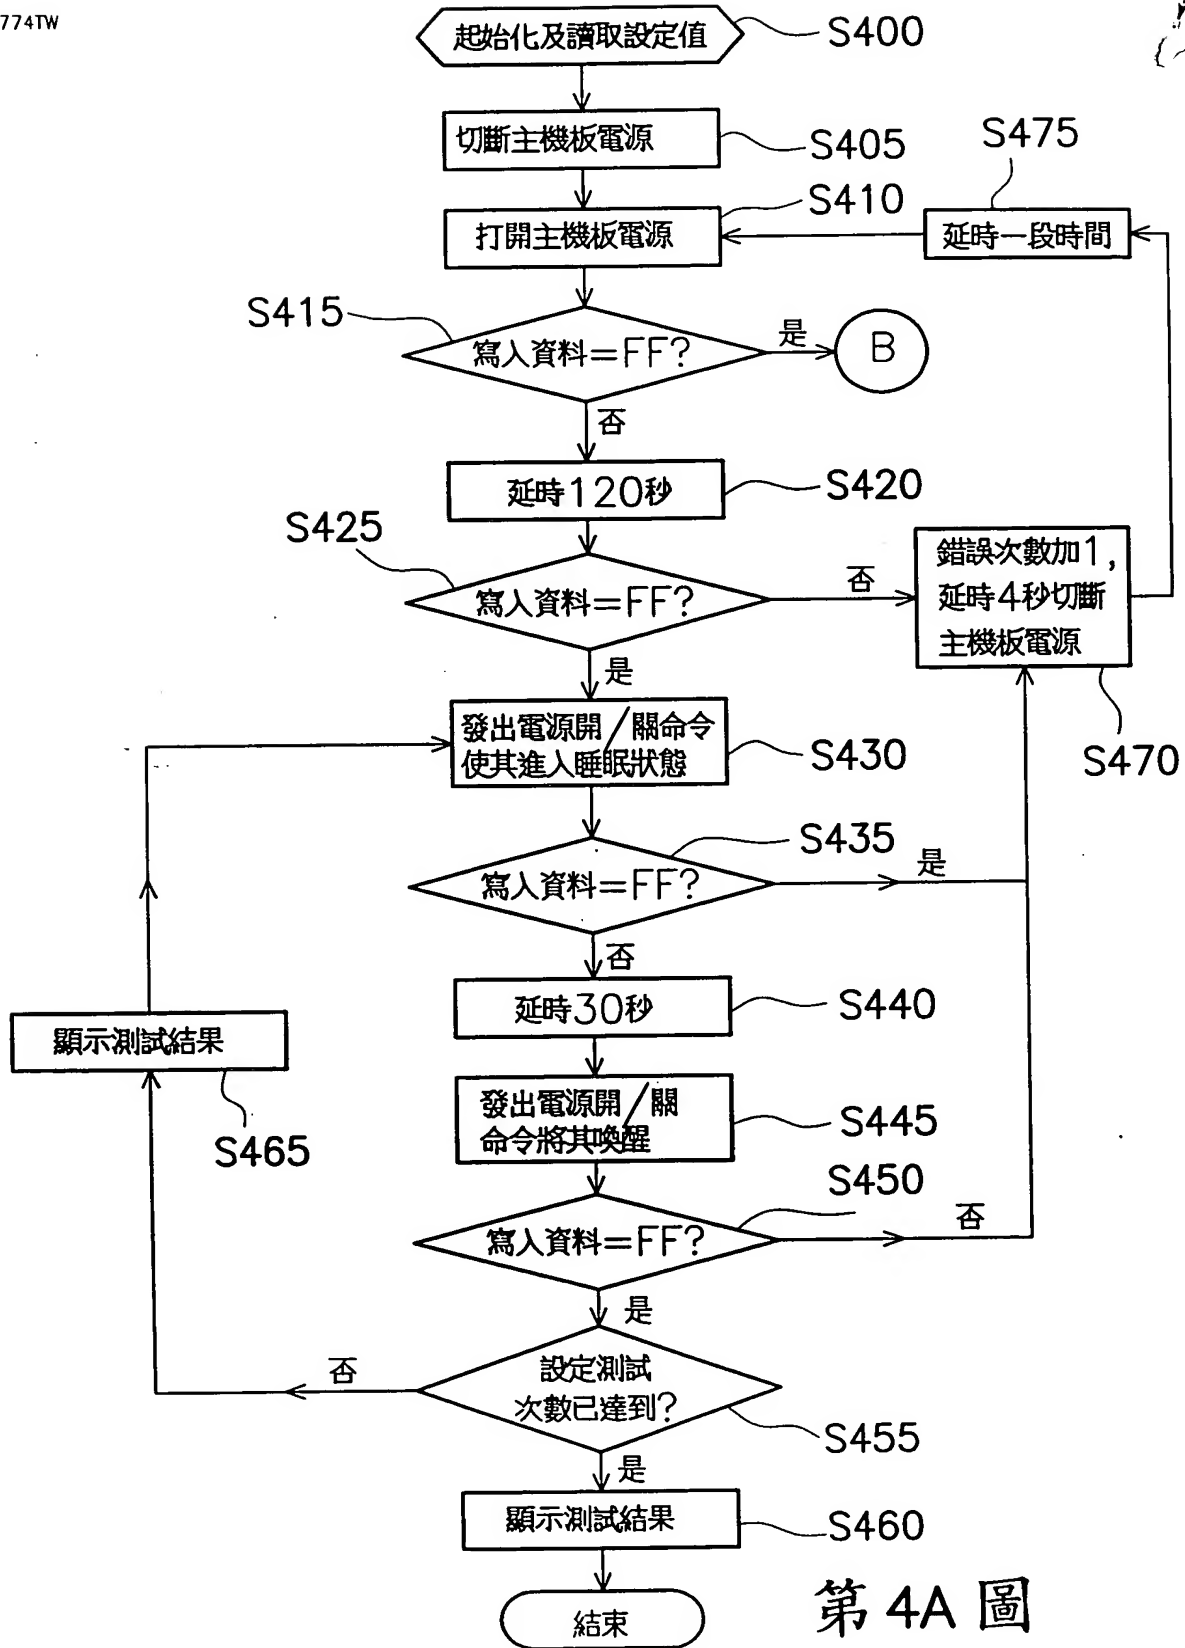 774TW
起始化及讀取設定值
S400
切斷主機板電源
S405
S475
打開主機板電源
S410
延時一段時間
S415
寫入資料=FF?
是
B
否
延時120秒
S420
S425
寫入資料=FF?
否
錯誤次數加1,
延時4秒切斷
主機板電源
S470
是
發出電源開/關命令
使其進入睡眠狀態
S430
S435
寫入資料=FF?
是
否
延時30秒
S440
顯示測試結果
S465
發出電源開/關
命令將其喚醒
S445
S450
寫入資料=FF?
否
是
設定測試
次數已達到?
否
S455
是
顯示測試結果
S460
結束
第4A圖